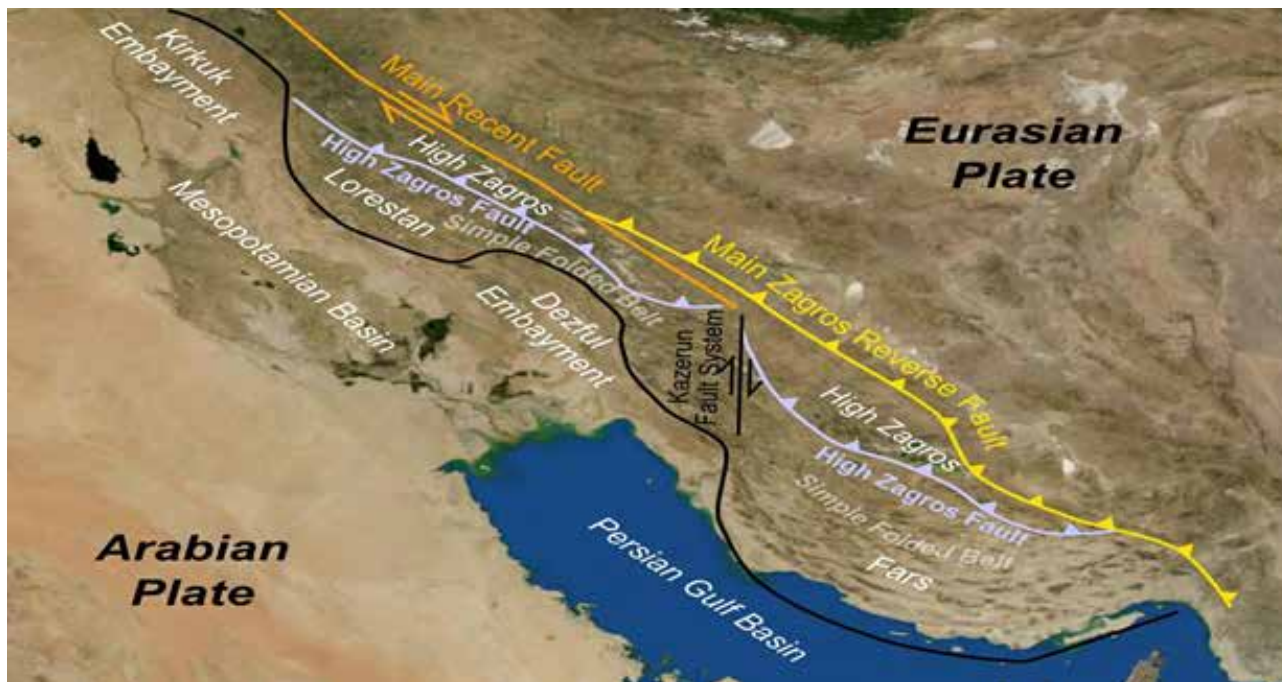 Kirkuk
Embayment
Main Recent Fault
High Zagros
High Zagros Fault
Lorestan
Simple Folded Belt
Mesopotamian Basin
Dezful
Embayment
Eurasian
Plate
Main Zagros Reverse Fault
Kazerun
Fault System
High Zagros
High Zagros Fault
Simple Folded Belt
Fars
Persian Gulf Basin
Arabian
Plate